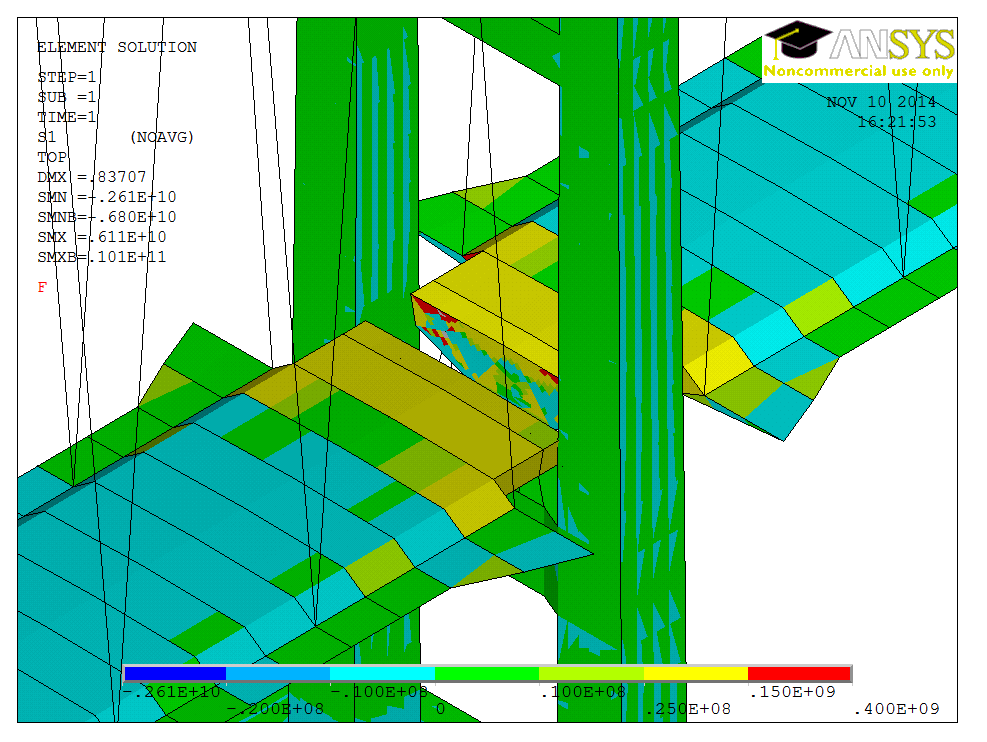 ELEMENT SOLUTION
STEP=1
SUB =1
TIME=1
S1 (NOAVG)
TOP
DMX =.83707
SMN =-.261E+10
SMNB=-.680E+10
SMX =.611E+10
SMXB=.101E+11
F
ANSYS
Noncommercial use only
NOV 10 2014
16:21:53
-.261E+10 -.100E+08 .100E+08 .150E+09
-.200E+08 0 .250E+08 .400E+09